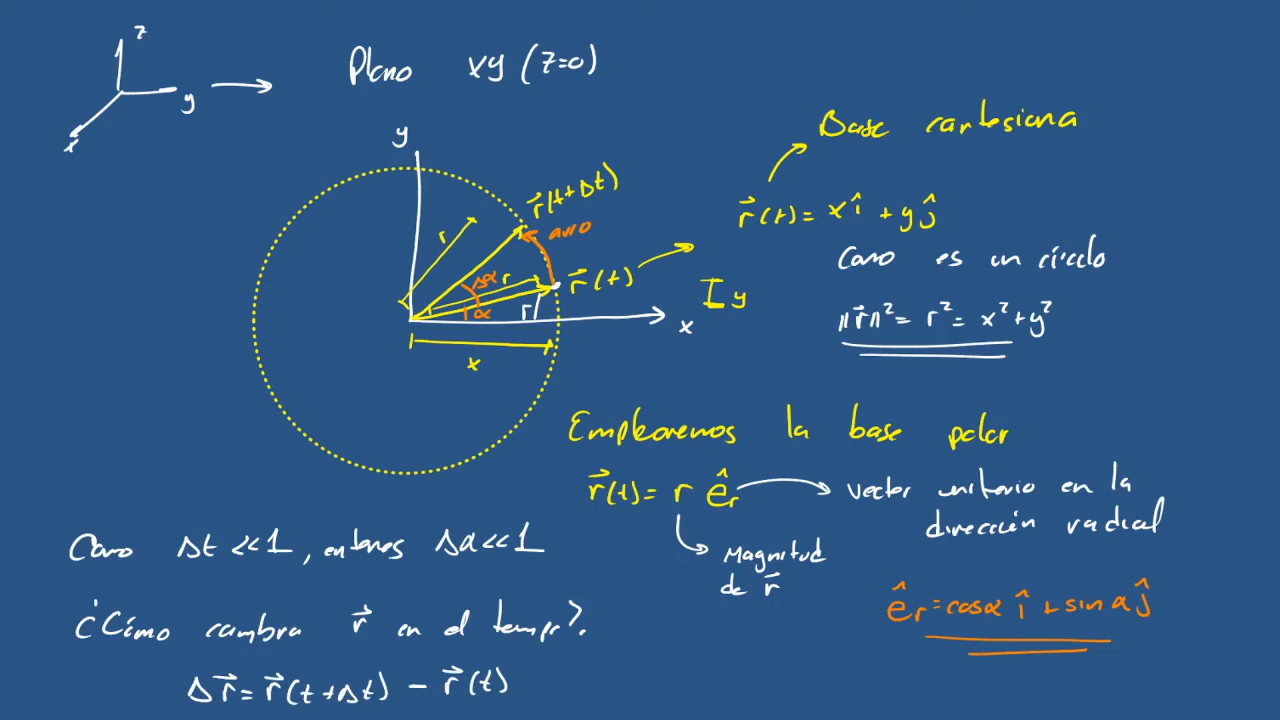 z
y
x
Plano xy (z=0)
y
r⃗(t+Δt)
arco
r
Δα
r
r⃗(t)
α
x
x
y
Base cartesiana
r⃗(t) = x î + y ĵ
Como es un círculo
‖r⃗‖² = r² = x² + y²
Emplearemos la base polar
r⃗(t) = r êᵣ
vector unitario en la
dirección radial
Magnitud
de r⃗
êᵣ = cosα î + sin α ĵ
Como Δt <<1, entonces Δα <<1
¿Cómo cambia r⃗ en el tiempo?.
Δr⃗ = r⃗(t+Δt) - r⃗(t)